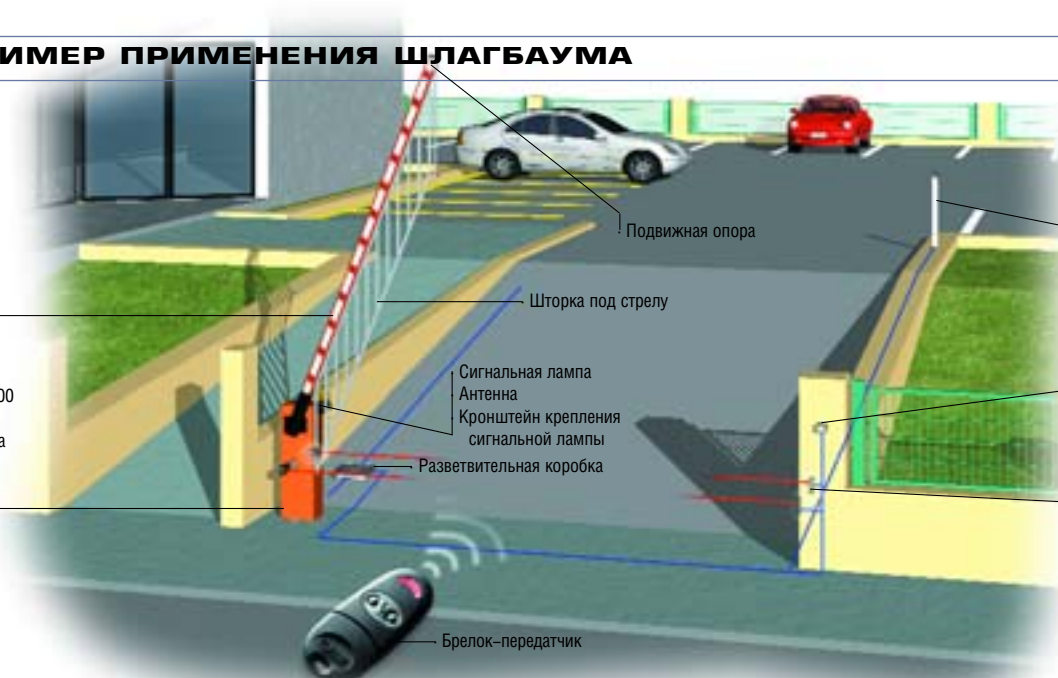 ИМЕР ПРИМЕНЕНИЯ ШЛАГБАУМА
Подвижная опора
Шторка под стрелу
Сигнальная лампа
Антенна
Кронштейн крепления
сигнальной лампы
Разветвительная коробка
00
а
Брелок–передатчик